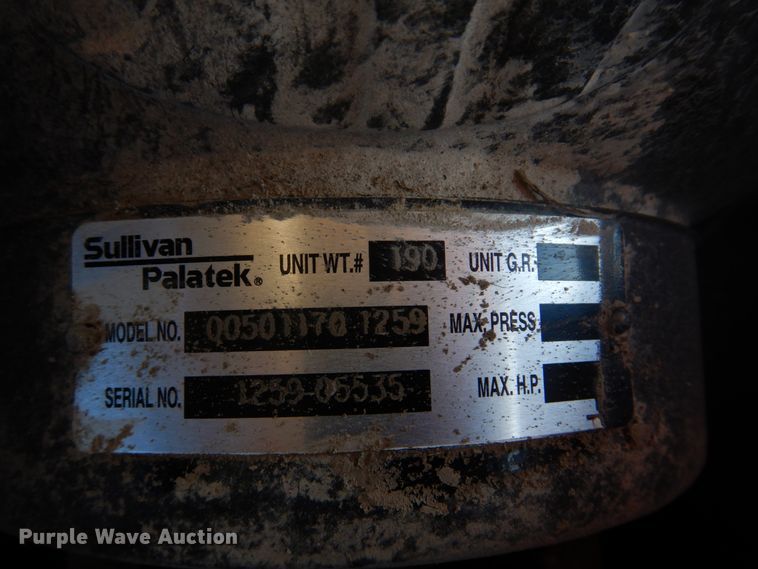 Sullivan
Palatek®
UNIT WT.# 190 UNIT G.R.
MODEL NO. 00501170 1259 MAX. PRESS
SERIAL NO. 1259-05535 MAX. H.P.
Purple Wave Auction